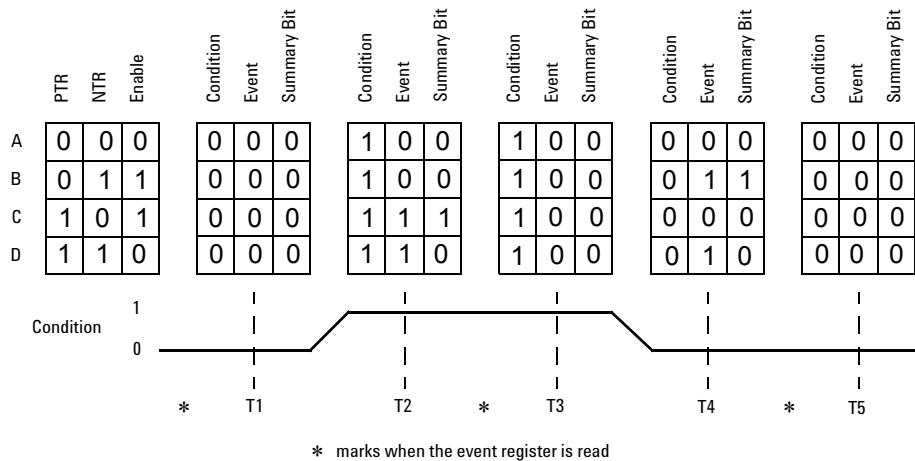 PTR NTR Enable Condition Event Summary Bit Condition Event Summary Bit Condition Event Summary Bit Condition Event Summary Bit Condition Event Summary Bit
A 0 0 0 0 0 0 1 0 0 1 0 0 0 0 0 0 0 0
B 0 1 1 0 0 0 1 0 0 1 0 0 0 1 1 0 0 0
C 1 0 1 0 0 0 1 1 1 1 0 0 0 0 0 0 0 0
D 1 1 0 0 0 0 1 1 0 1 0 0 0 1 0 0 0 0
1
Condition
0
* T1 T2 * T3 T4 * T5
* marks when the event register is read